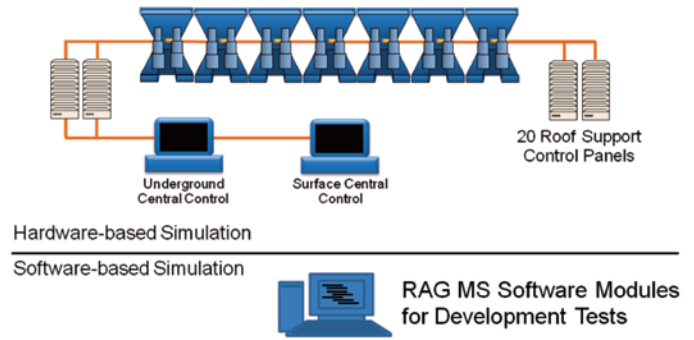 20 Roof Support
Control Panels
Underground
Central Control
Surface Central
Control
Hardware-based Simulation
Software-based Simulation
RAG MS Software Modules
for Development Tests